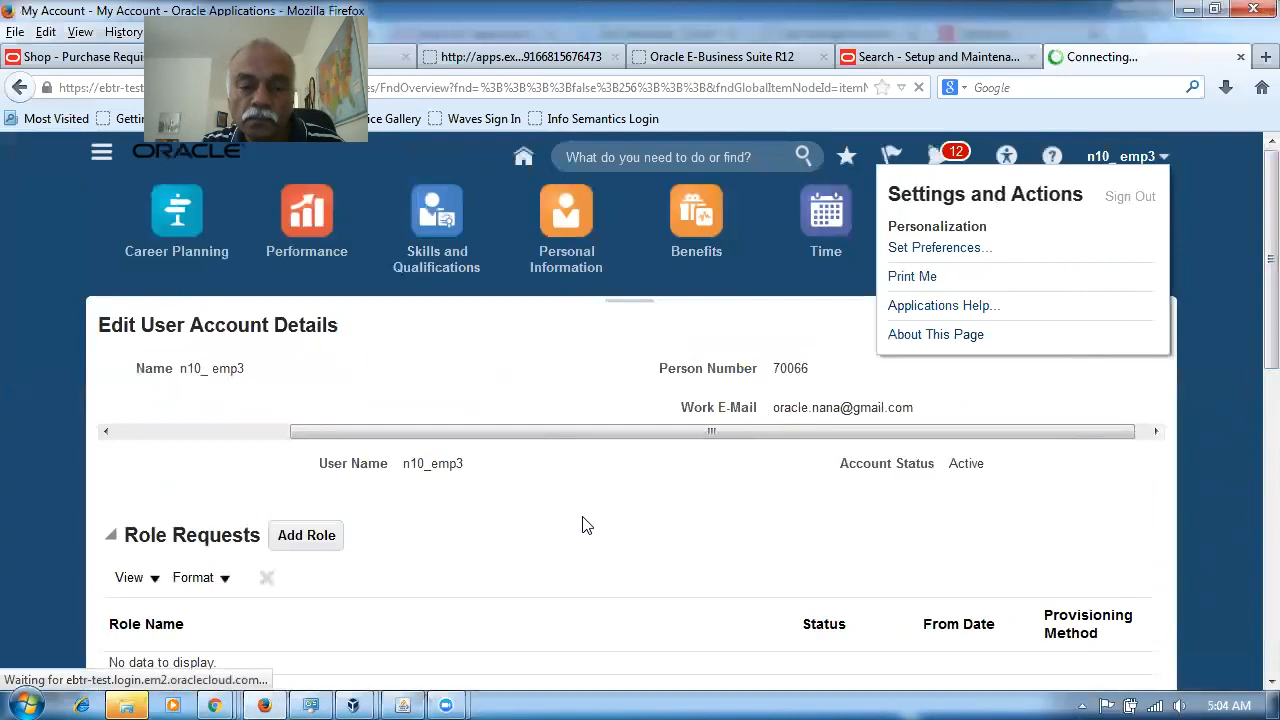 My Account - My Account - Oracle Applications - Mozilla Firefox
File Edit View History
Shop - Purchase Requi
http://apps.ex...9166815676473
Oracle E-Business Suite R12
Search - Setup and Maintena...
Connecting...
https://ebtr-test.login.em2.
es/FndOverview?fnd=%3B%3B%3B%3Bfalse%3B256%3B%3B%3B&fndGlobalItemNodeId=itemN
Google
Most Visited
Getti
ce Gallery
Waves Sign In
Info Semantics Login
ORACLE
What do you need to do or find?
12
n10_ emp3
Settings and Actions
Sign Out
Personalization
Set Preferences...
Print Me
Applications Help...
About This Page
Career Planning
Performance
Skills and Qualifications
Personal Information
Benefits
Time
Edit User Account Details
Name n10_ emp3
Person Number 70066
Work E-Mail oracle.nana@gmail.com
User Name n10_emp3
Account Status Active
Role Requests
Add Role
View
Format
Role Name
Status
From Date
Provisioning Method
No data to display.
Waiting for ebtr-test.login.em2.oraclecloud.com...
5:04 AM